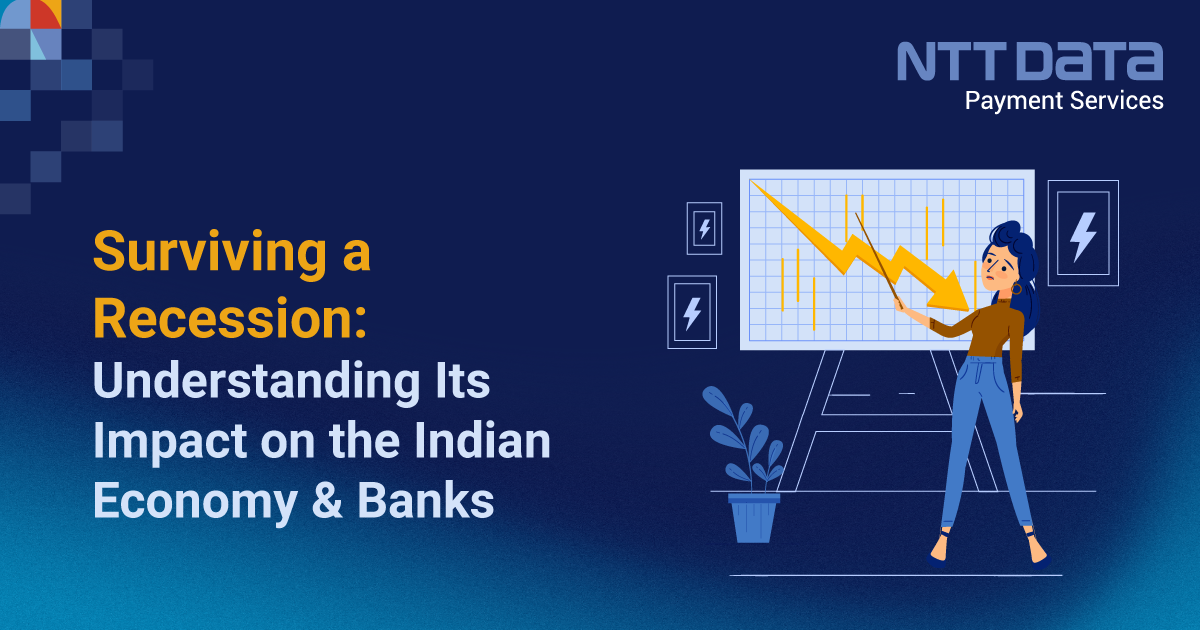 NTT DATA
Payment Services
Surviving a
Recession:
Understanding Its
Impact on the Indian
Economy & Banks